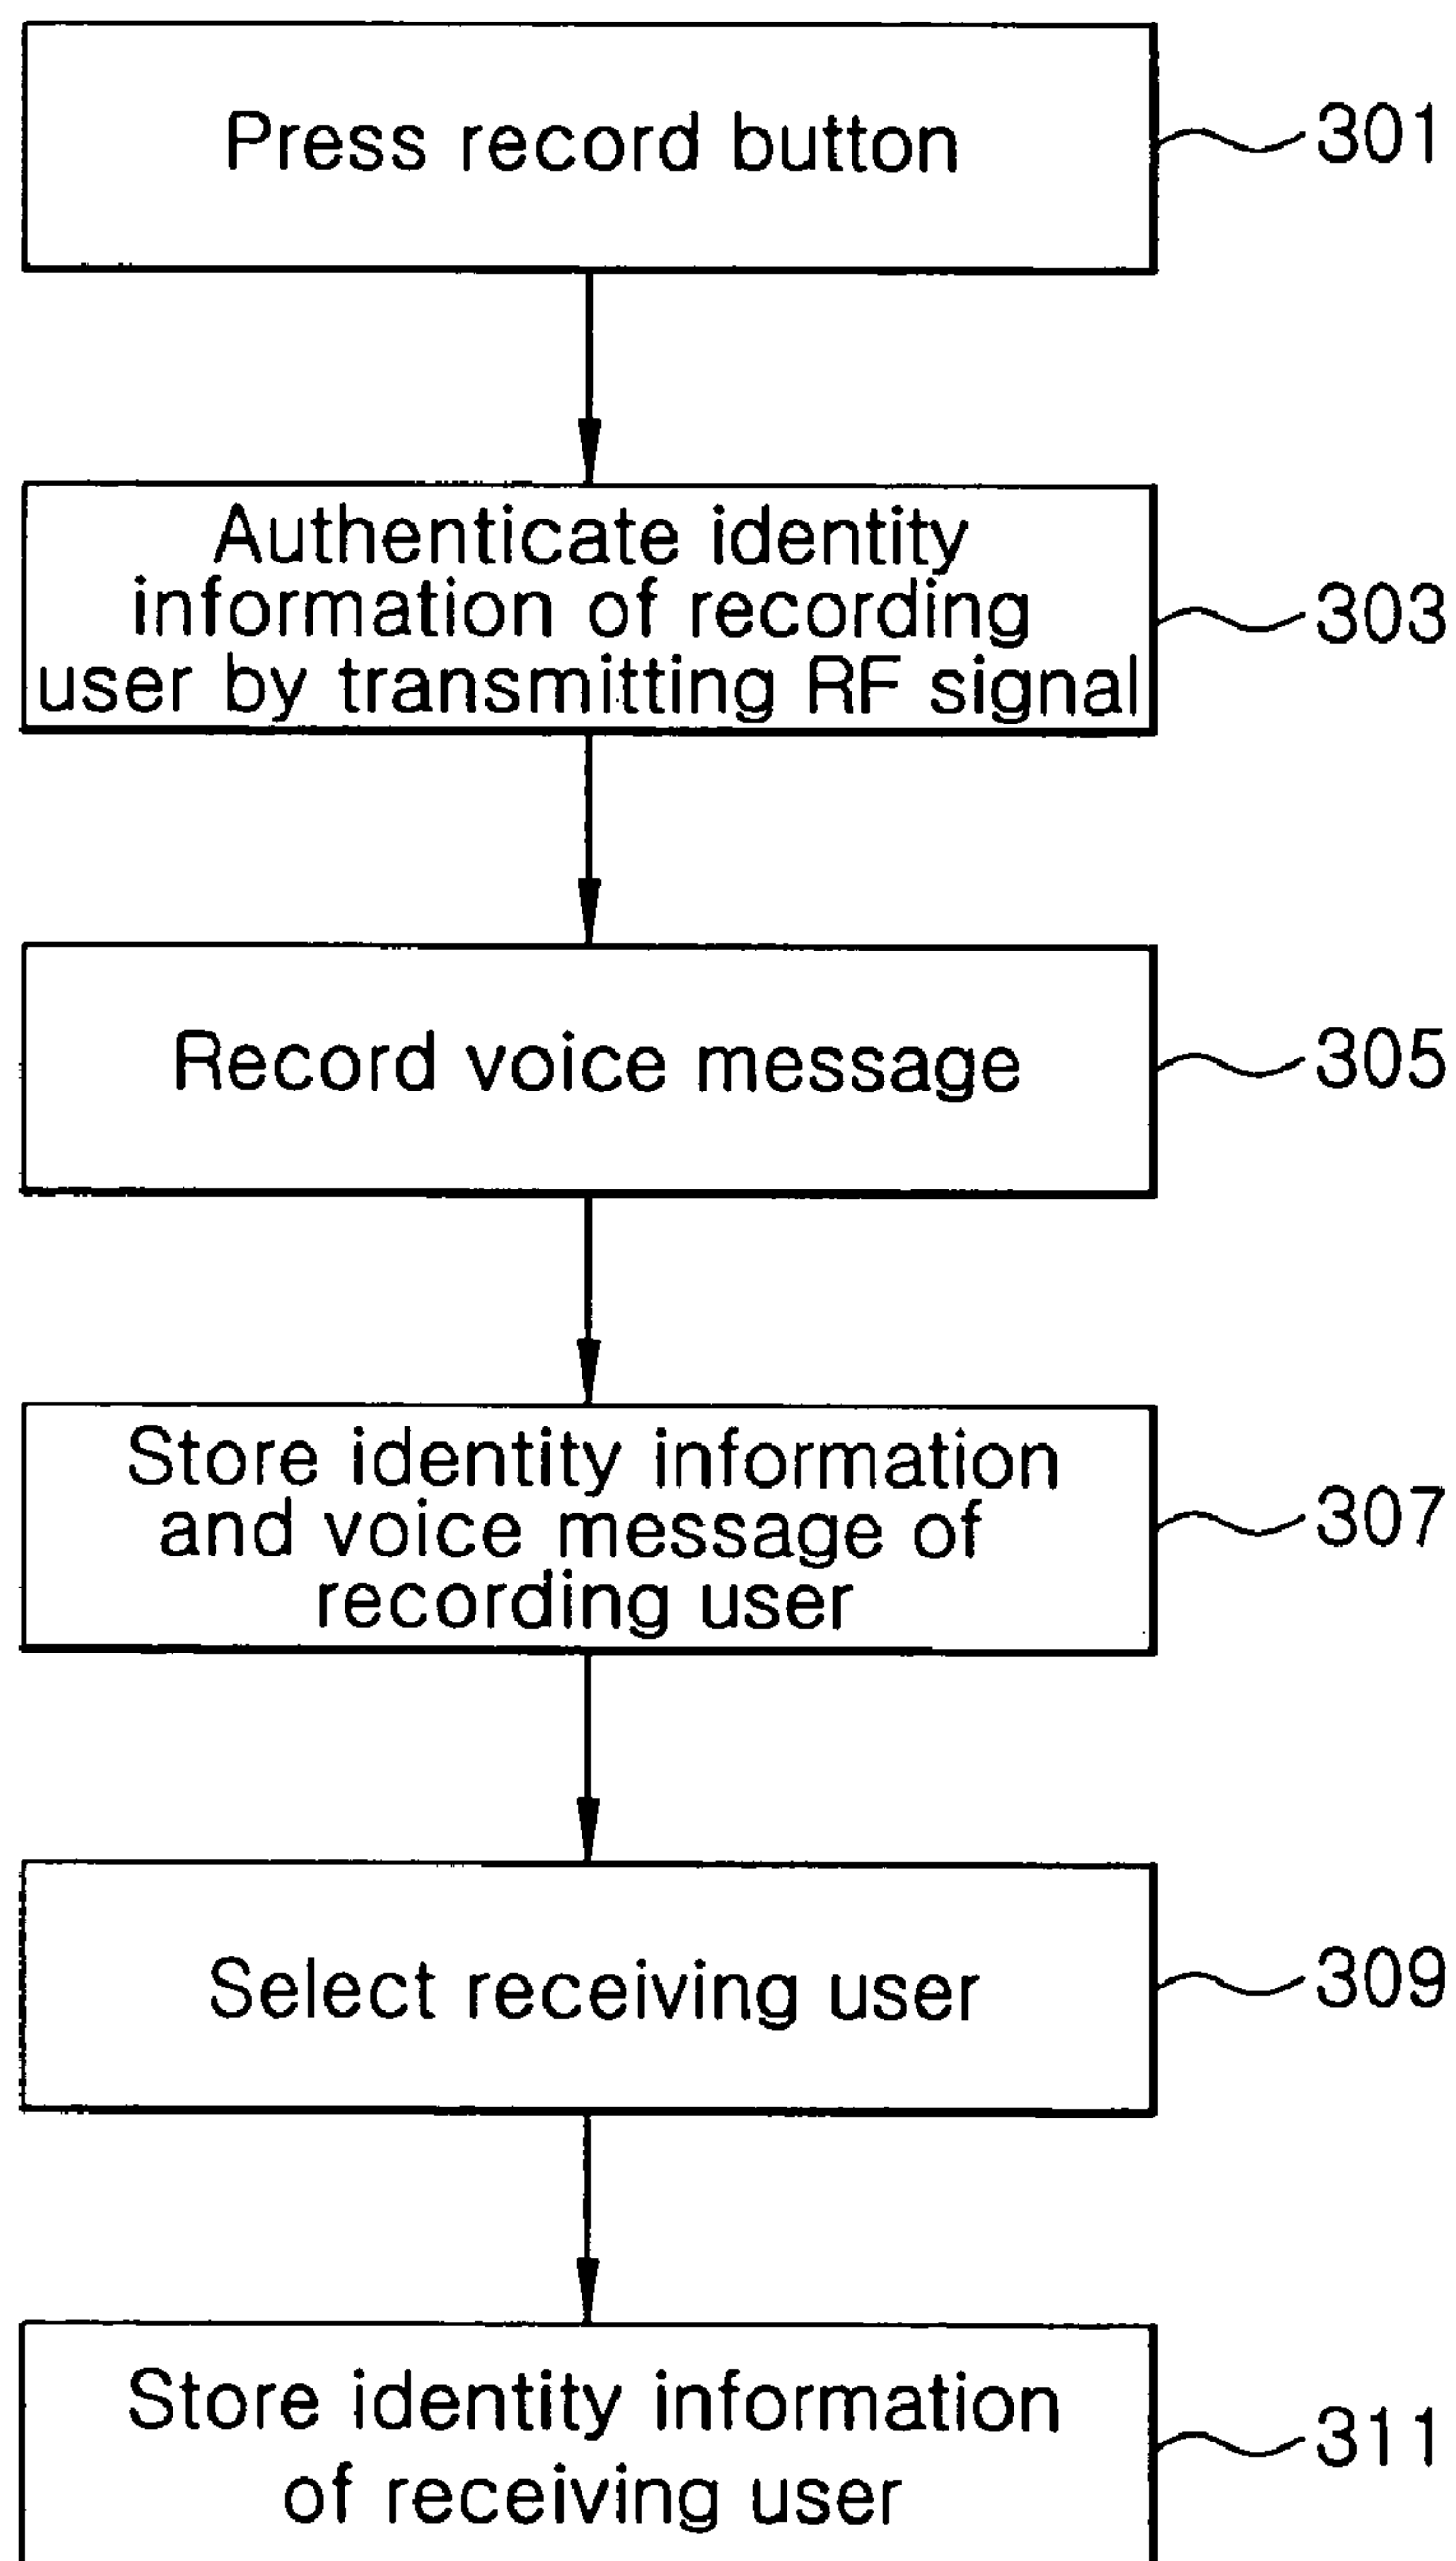 Press record button
301
Authenticate identity
information of recording
user by transmitting RF signal
303
Record voice message
305
Store identity information
and voice message of
recording user
307
Select receiving user
309
Store identity information
of receiving user
311